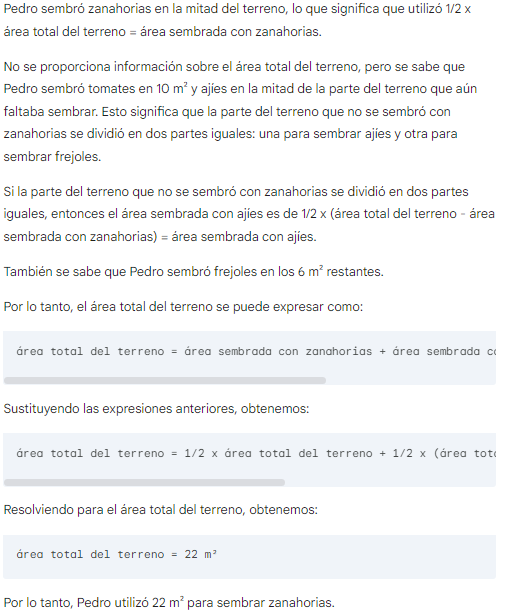 Pedro sembró zanahorias en la mitad del terreno, lo que significa que utilizó 1/2 x
área total del terreno = área sembrada con zanahorias.
No se proporciona información sobre el área total del terreno, pero se sabe que
Pedro sembró tomates en 10 m² y ajíes en la mitad de la parte del terreno que aún
faltaba sembrar. Esto significa que la parte del terreno que no se sembró con
zanahorias se dividió en dos partes iguales: una para sembrar ajíes y otra para
sembrar frejoles.
Si la parte del terreno que no se sembró con zanahorias se dividió en dos partes
iguales, entonces el área sembrada con ajíes es de 1/2 x (área total del terreno - área
sembrada con zanahorias) = área sembrada con ajíes.
También se sabe que Pedro sembró frejoles en los 6 m² restantes.
Por lo tanto, el área total del terreno se puede expresar como:
área total del terreno = área sembrada con zanahorias + área sembrada co
Sustituyendo las expresiones anteriores, obtenemos:
área total del terreno = 1/2 x área total del terreno + 1/2 x (área tota
Resolviendo para el área total del terreno, obtenemos:
área total del terreno = 22 m²
Por lo tanto, Pedro utilizó 22 m² para sembrar zanahorias.